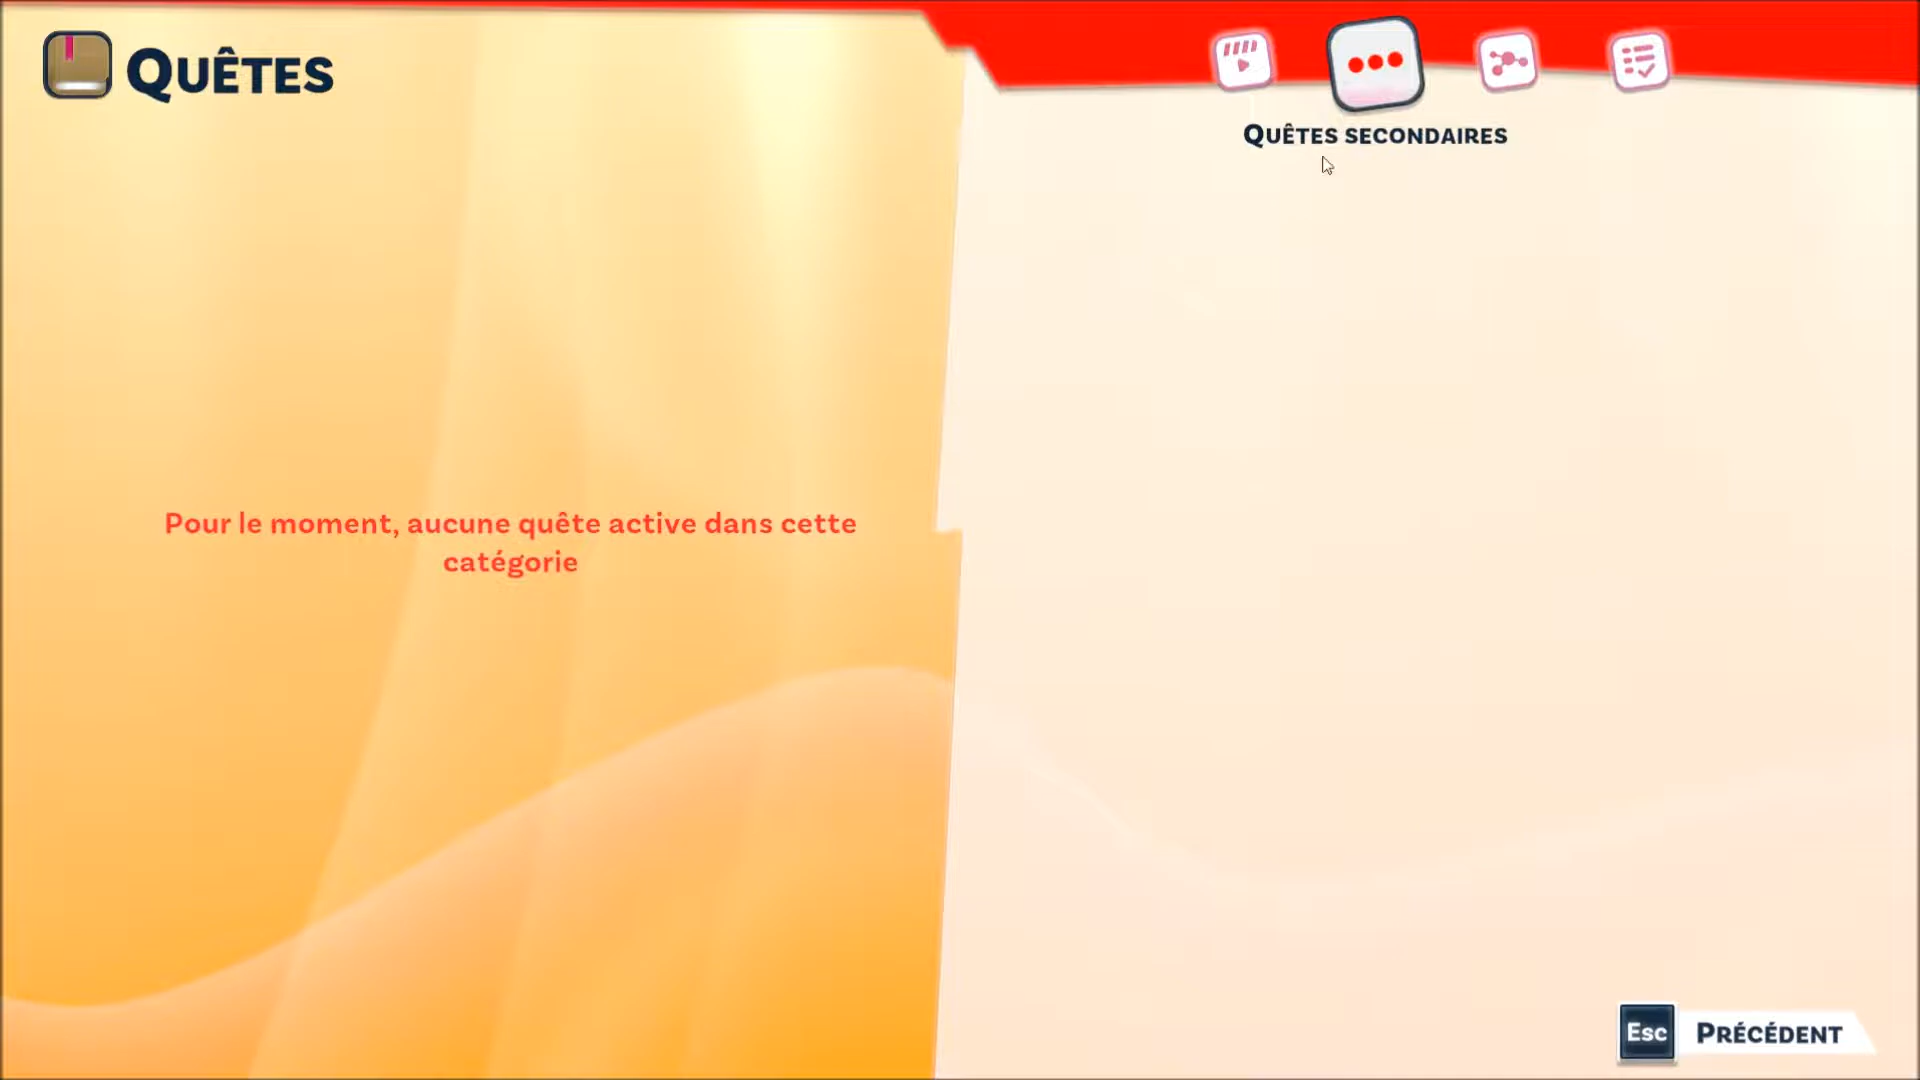 QUÊTES
QUÊTES SECONDAIRES
Pour le moment, aucune quête active dans cette
catégorie
Esc PRÉCÉDENT